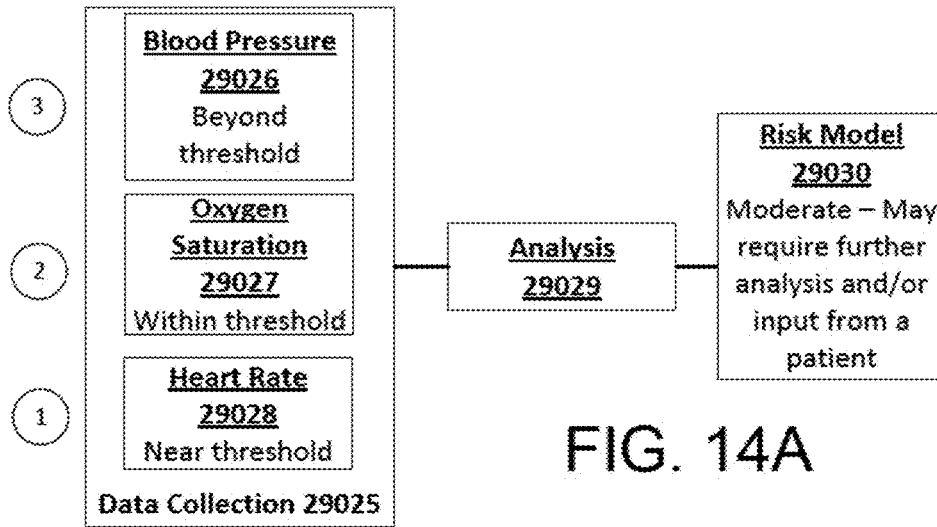 3
Blood Pressure
29026
Beyond
threshold
2
Oxygen
Saturation
29027
Within threshold
1
Heart Rate
29028
Near threshold
Data Collection 29025
Analysis
29029
Risk Model
29030
Moderate – May
require further
analysis and/or
input from a
patient
FIG. 14A